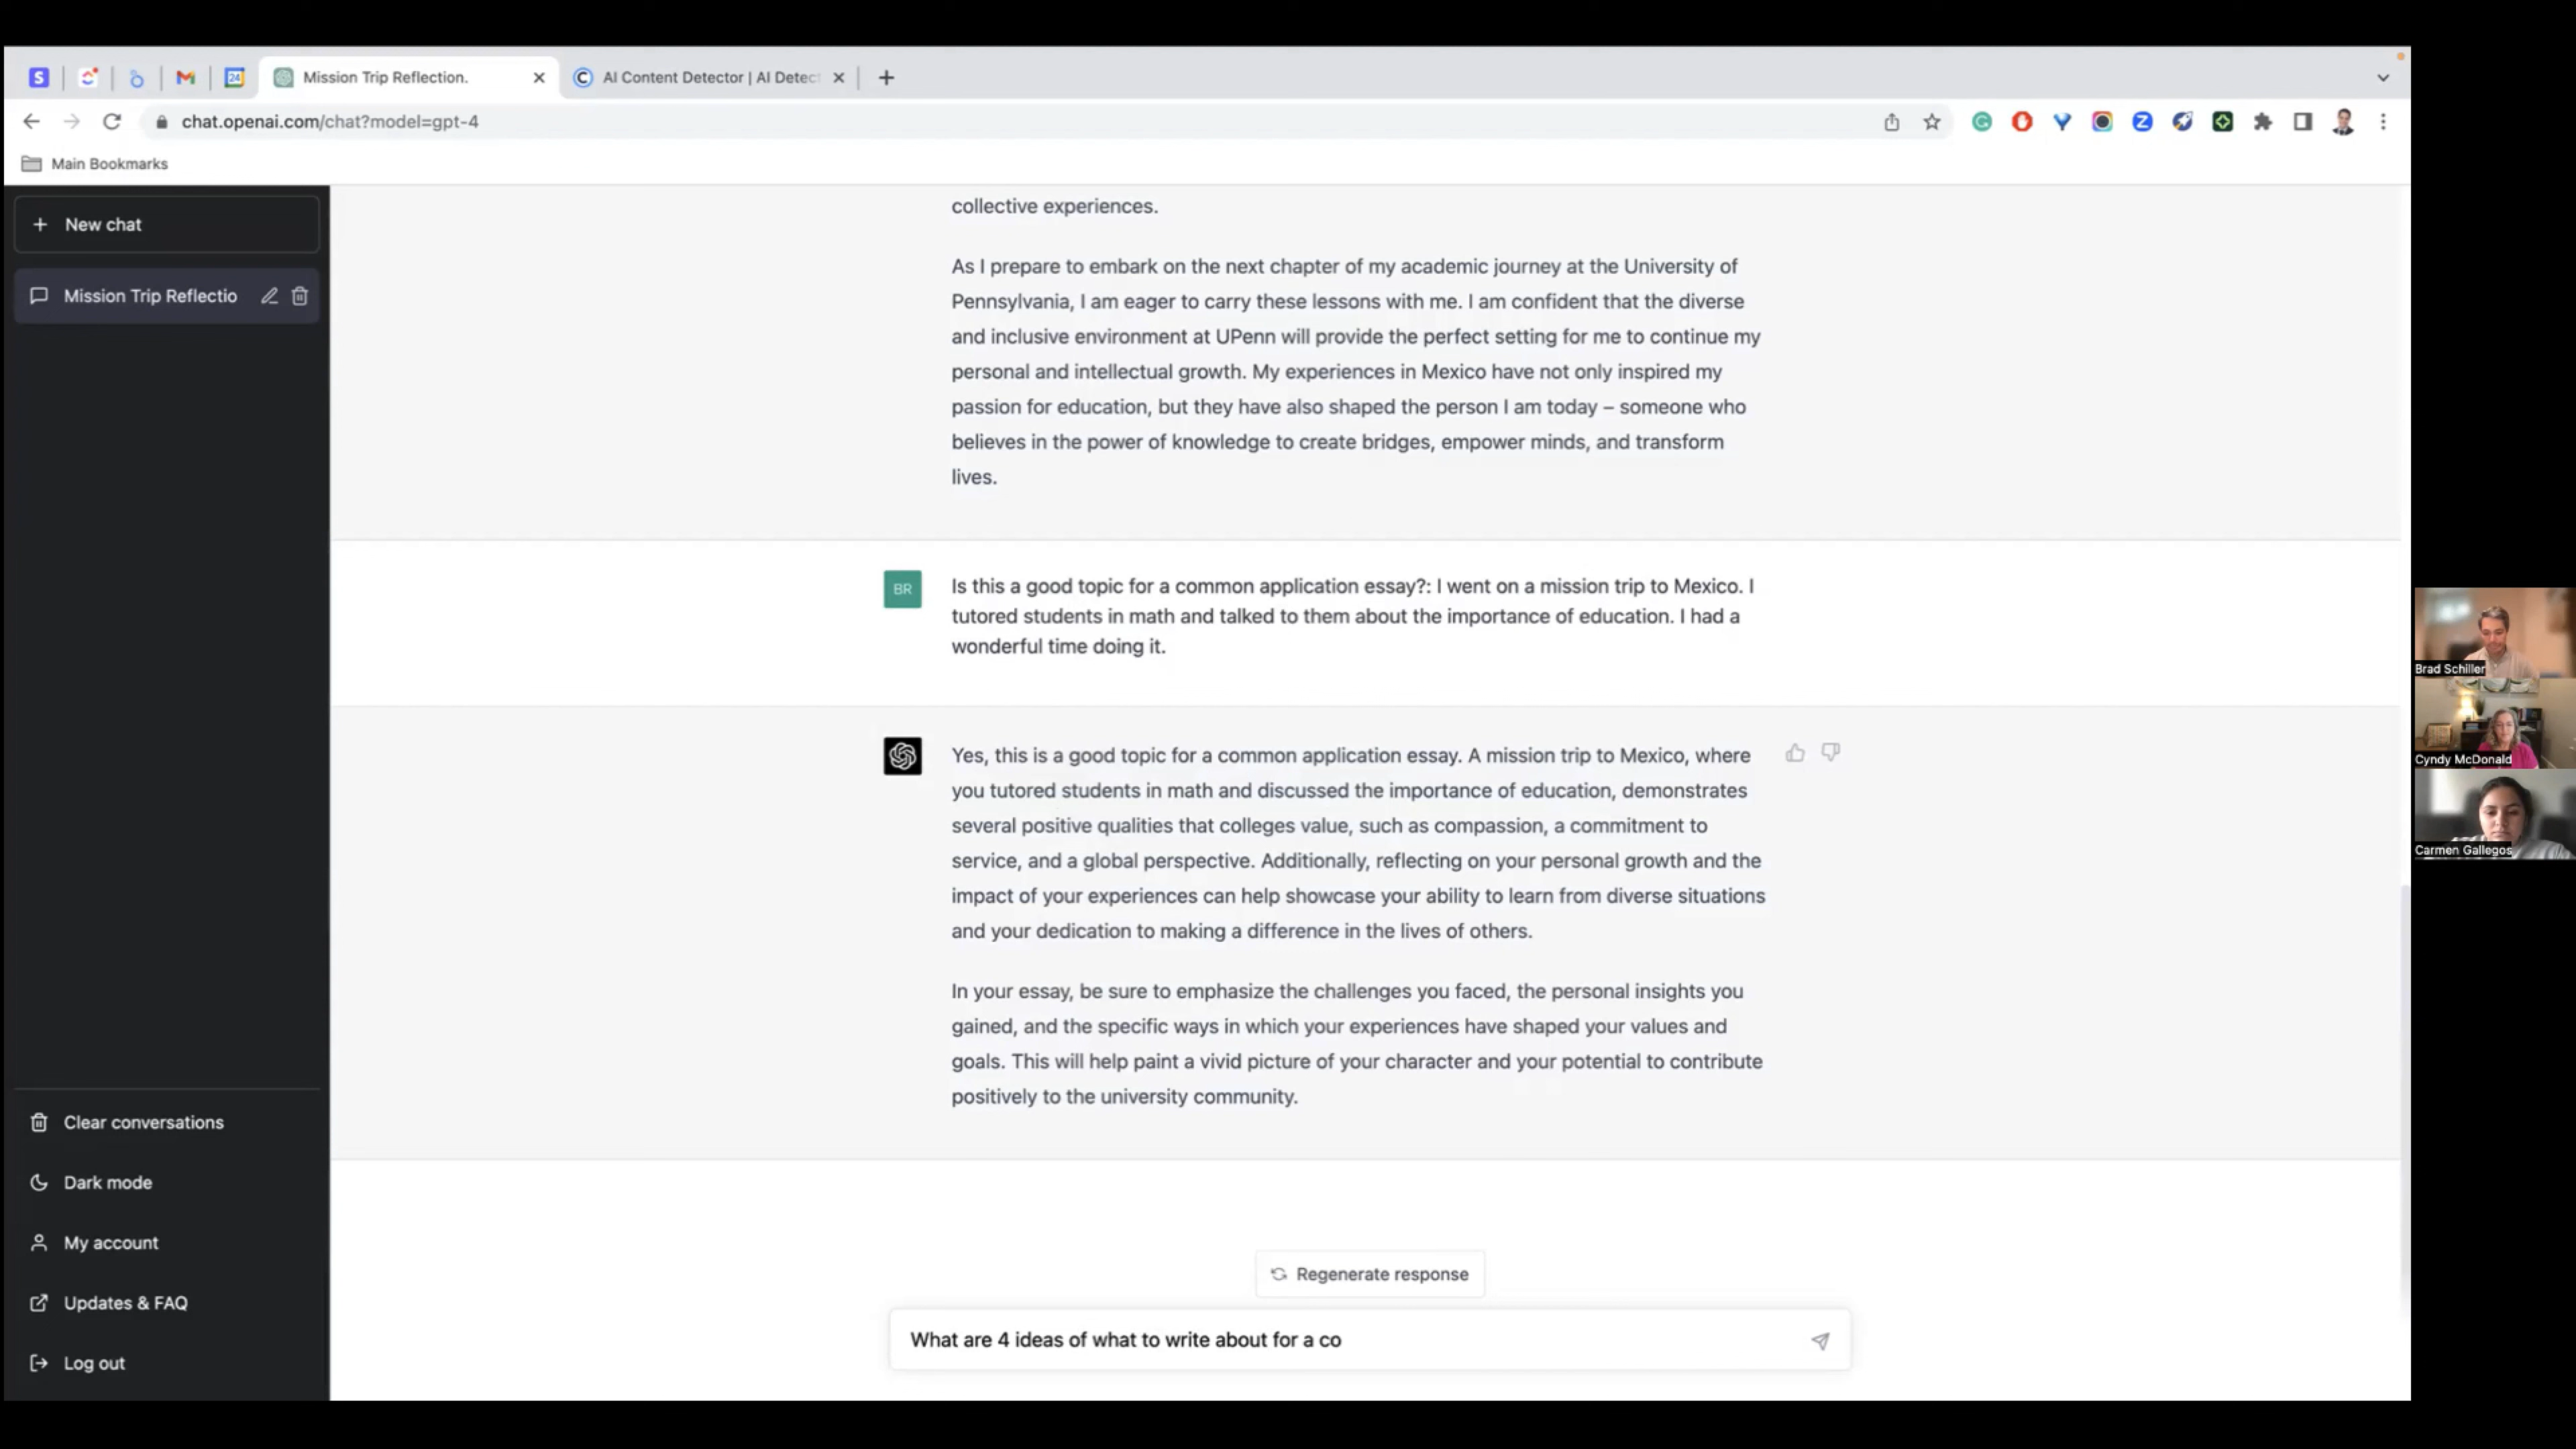 S
24
Mission Trip Reflection.
AI Content Detector | AI Detect
chat.openai.com/chat?model=gpt-4
Main Bookmarks
New chat
Mission Trip Reflectio
collective experiences.
As I prepare to embark on the next chapter of my academic journey at the University of
Pennsylvania, I am eager to carry these lessons with me. I am confident that the diverse
and inclusive environment at UPenn will provide the perfect setting for me to continue my
personal and intellectual growth. My experiences in Mexico have not only inspired my
passion for education, but they have also shaped the person I am today – someone who
believes in the power of knowledge to create bridges, empower minds, and transform
lives.
BR
Is this a good topic for a common application essay?: I went on a mission trip to Mexico. I
tutored students in math and talked to them about the importance of education. I had a
wonderful time doing it.
Yes, this is a good topic for a common application essay. A mission trip to Mexico, where
you tutored students in math and discussed the importance of education, demonstrates
several positive qualities that colleges value, such as compassion, a commitment to
service, and a global perspective. Additionally, reflecting on your personal growth and the
impact of your experiences can help showcase your ability to learn from diverse situations
and your dedication to making a difference in the lives of others.
In your essay, be sure to emphasize the challenges you faced, the personal insights you
gained, and the specific ways in which your experiences have shaped your values and
goals. This will help paint a vivid picture of your character and your potential to contribute
positively to the university community.
Clear conversations
Dark mode
My account
Updates & FAQ
Log out
Regenerate response
What are 4 ideas of what to write about for a co
Brad Schiller
Cyndy McDonald
Carmen Gallegos